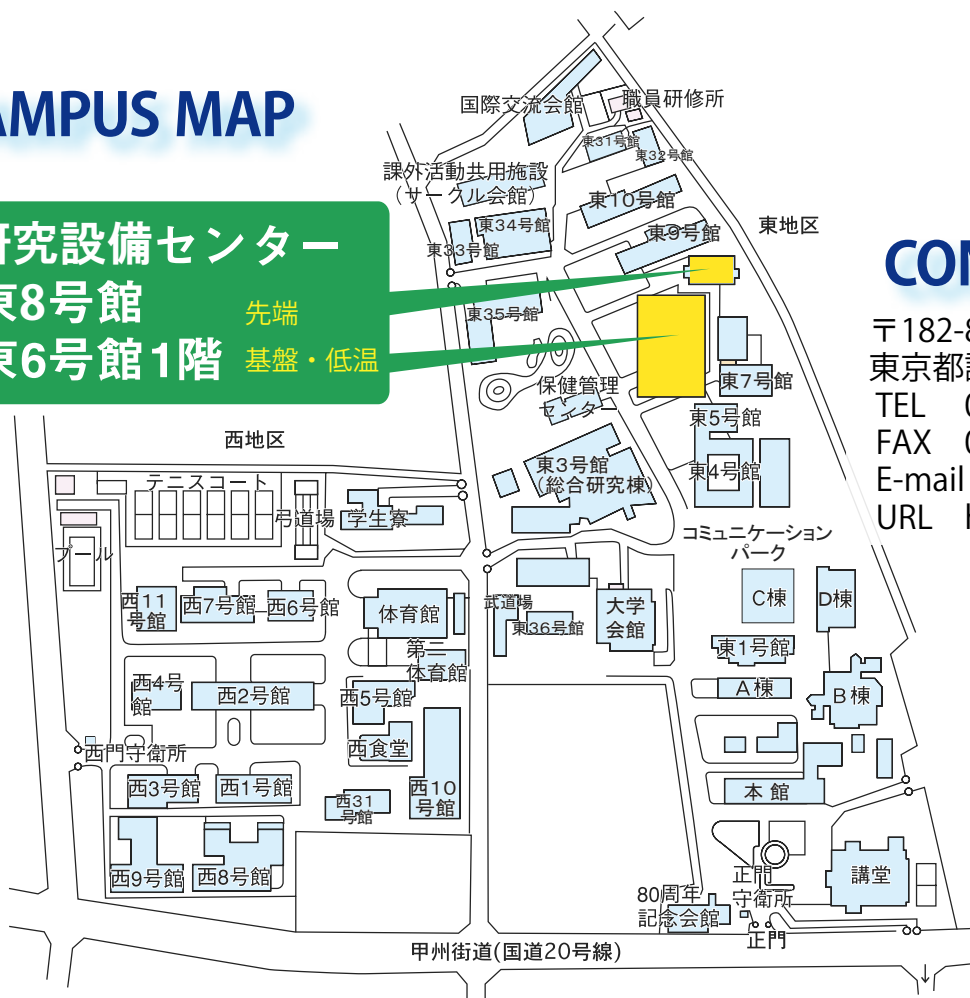 AMPUS MAP
研究設備センター
東8号館 先端
東6号館1階 基盤・低温
CON
〒182-8
東京都
TEL 0
FAX 0
E-mail
URL h
国際交流会館
職員研修所
東31号館
東32号館
課外活動共用施設
(サークル会館)
東10号館
東34号館
東33号館
東9号館
東地区
東35号館
東7号館
保健管理
センター
東5号館
西地区
東3号館
(総合研究棟)
東4号館
テニスコート
弓道場
学生寮
プール
コミュニケーション
パーク
西11
号館
西7号館
西6号館
体育館
武道場
東36号館
大学
会館
C棟
D棟
第二
体育館
東1号館
西4号
館
西2号館
西5号館
A棟
B棟
西門守衛所
西食堂
西3号館
西1号館
西31
号館
西10
号館
本館
西9号館
西8号館
正門
守衛所
講堂
80周年
記念会館
正門
甲州街道(国道20号線)